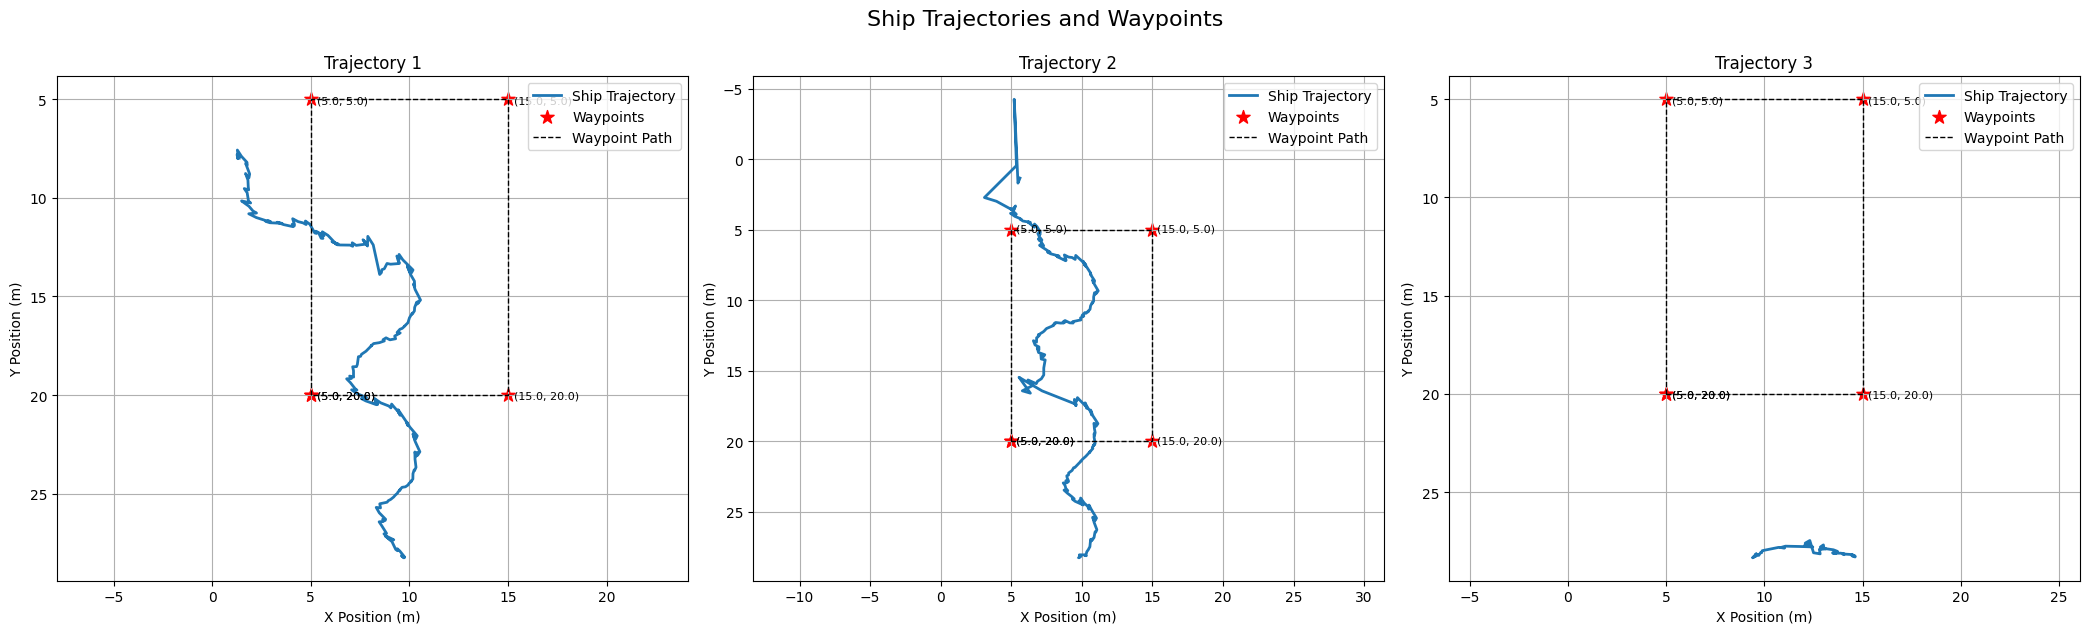 Ship Trajectories and Waypoints
Trajectory 1
Ship Trajectory
Waypoints
Waypoint Path
(5.0, 5.0)
(15.0, 5.0)
(5.0, 20.0)
(15.0, 20.0)
5
10
15
20
25
Y Position (m)
−5
0
5
10
15
20
X Position (m)
Trajectory 2
Ship Trajectory
Waypoints
Waypoint Path
(5.0, 5.0)
(15.0, 5.0)
(5.0, 20.0)
(15.0, 20.0)
−5
0
5
10
15
20
25
Y Position (m)
−10
−5
0
5
10
15
20
25
30
X Position (m)
Trajectory 3
Ship Trajectory
Waypoints
Waypoint Path
(5.0, 5.0)
(15.0, 5.0)
(5.0, 20.0)
(15.0, 20.0)
5
10
15
20
25
Y Position (m)
−5
0
5
10
15
20
25
X Position (m)